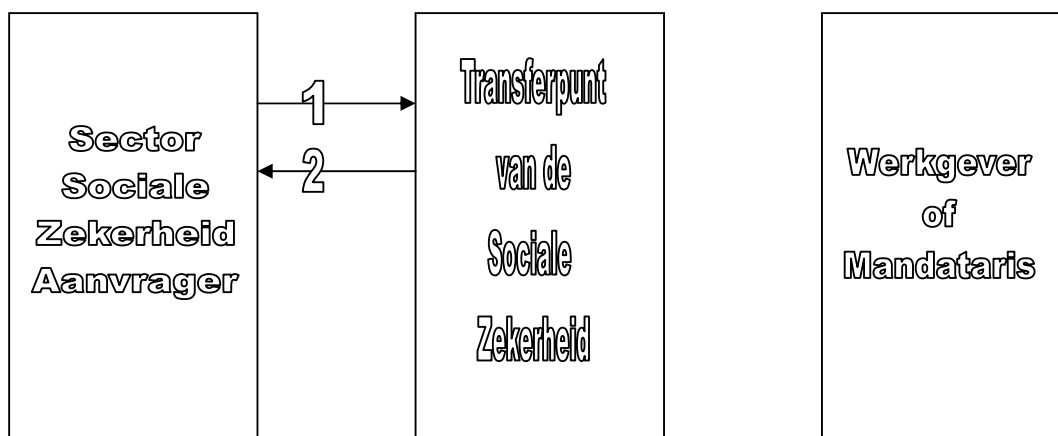 Sector
Sociale
Zekerheid
Aanvrager
1
2
Transferpunt
van de
Sociale
Zekerheid
Werkgever
of
Mandataris